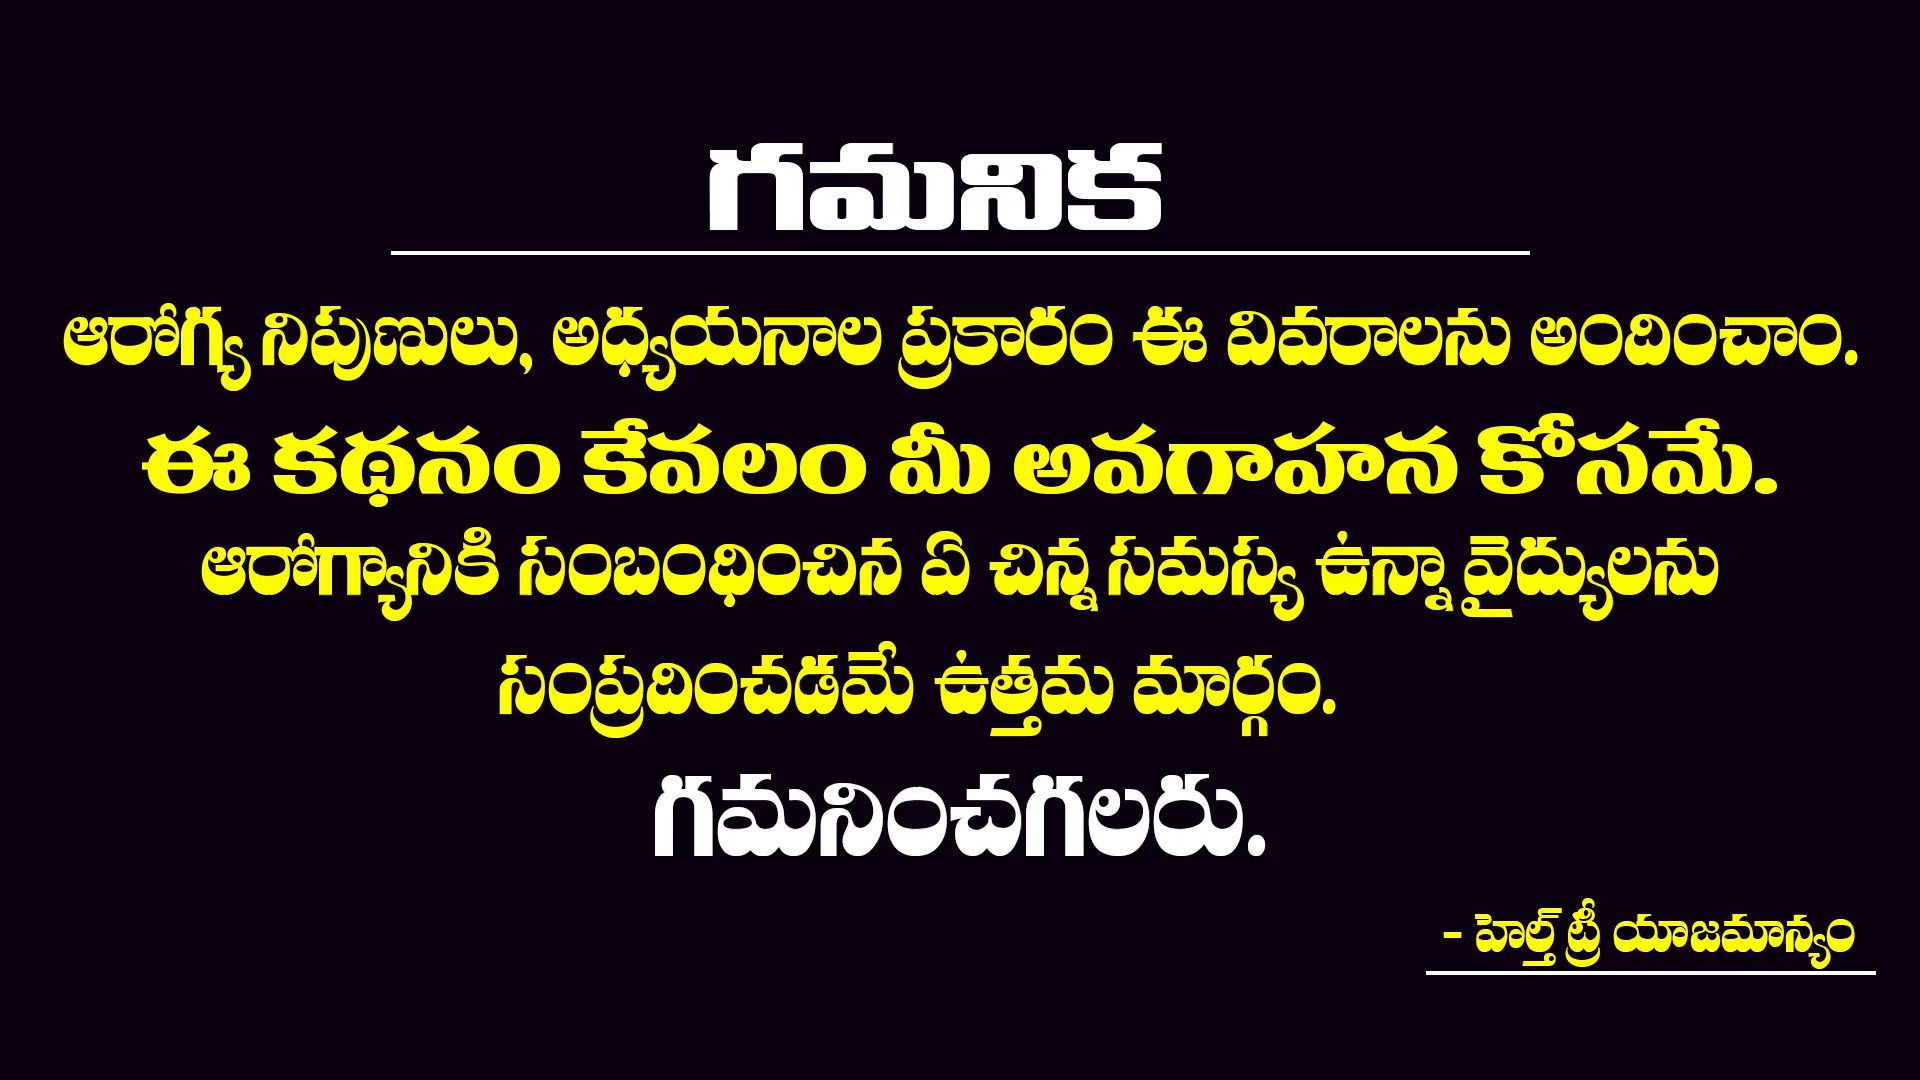 గమనిక
ఆరోగ్య నిపుణులు, అధ్యయనాల ప్రకారం ఈ వివరాలను అందించాం.
ఈ కథనం కేవలం మీ అవగాహన కోసమే.
ఆరోగ్యానికి సంబంధించిన ఏ చిన్న సమస్య ఉన్నా వైద్యులను
సంప్రదించడమే ఉత్తమ మార్గం.
గమనించగలరు.
- హెల్త్ ట్రీ యాజమాన్యం